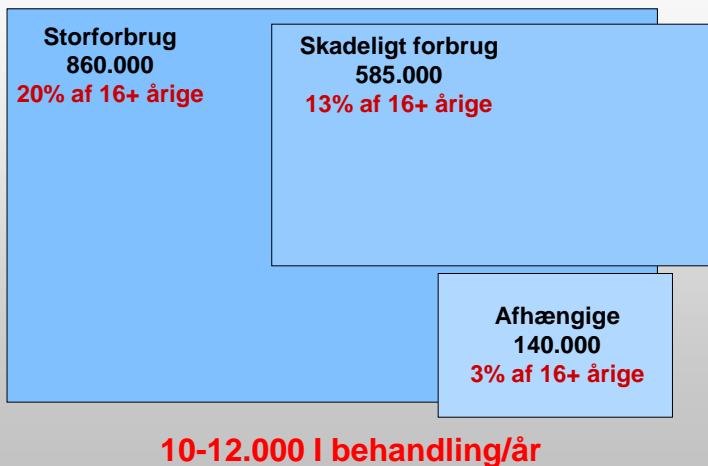 Storforbrug
860.000
20% af 16+ årige
Skadeligt forbrug
585.000
13% af 16+ årige
Afhængige
140.000
3% af 16+ årige
10-12.000 I behandling/år